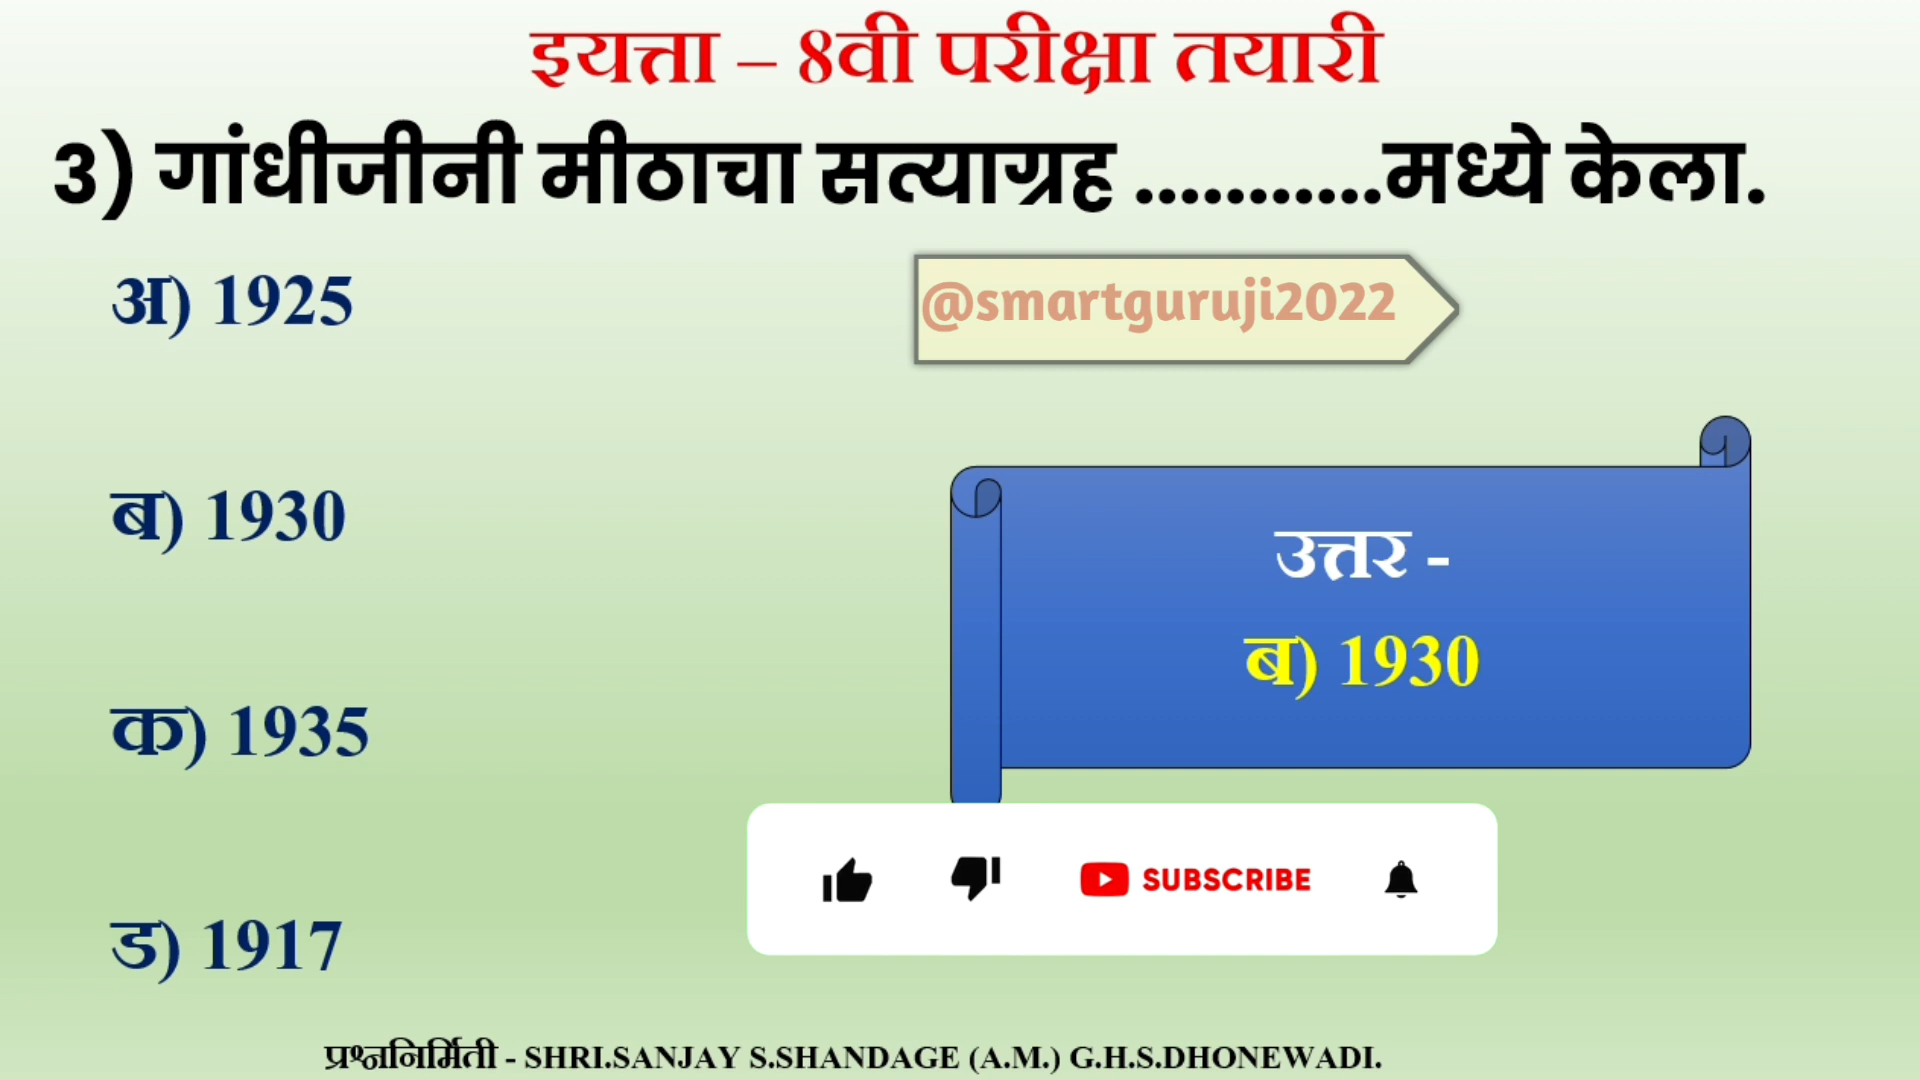 इयत्ता – 8वी परीक्षा तयारी
3) गांधीजींनी मीठाचा सत्याग्रह ...........मध्ये केला.
अ) 1925
@smartguruji2022
ब) 1930
उत्तर -
ब) 1930
क) 1935
SUBSCRIBE
ड) 1917
प्रश्ननिर्मिती - SHRI.SANJAY S.SHANDAGE (A.M.) G.H.S.DHONEWADI.